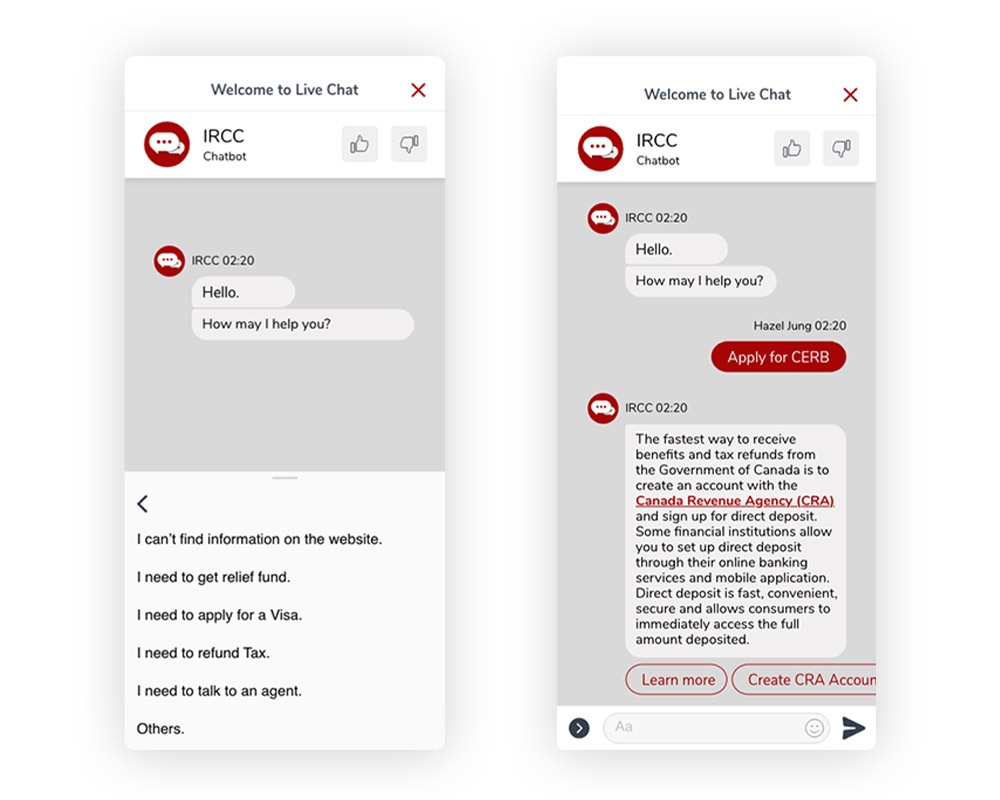 Welcome to Live Chat
IRCC
Chatbot
IRCC 02:20
Hello.
How may I help you?
I can’t find information on the website.
I need to get relief fund.
I need to apply for a Visa.
I need to refund Tax.
I need to talk to an agent.
Others.
Welcome to Live Chat
IRCC
Chatbot
IRCC 02:20
Hello.
How may I help you?
Hazel Jung 02:20
Apply for CERB
IRCC 02:20
The fastest way to receive
benefits and tax refunds from
the Government of Canada is to
create an account with the
Canada Revenue Agency (CRA)
and sign up for direct deposit.
Some financial institutions allow
you to set up direct deposit
through their online banking
services and mobile application.
Direct deposit is fast, convenient,
secure and allows consumers to
immediately access the full
amount deposited.
Learn more
Create CRA Accoun
Aa